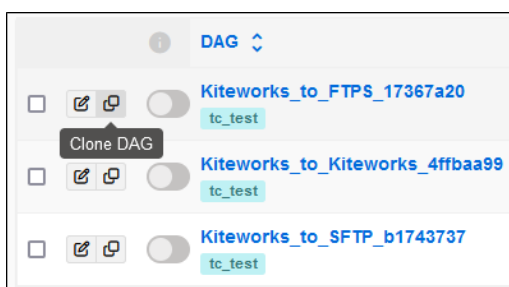 DAG
Kiteworks_to_FTPS_17367a20
tc_test
Clone DAG
Kiteworks_to_Kiteworks_4ffbaa99
tc_test
Kiteworks_to_SFTP_b1743737
tc_test